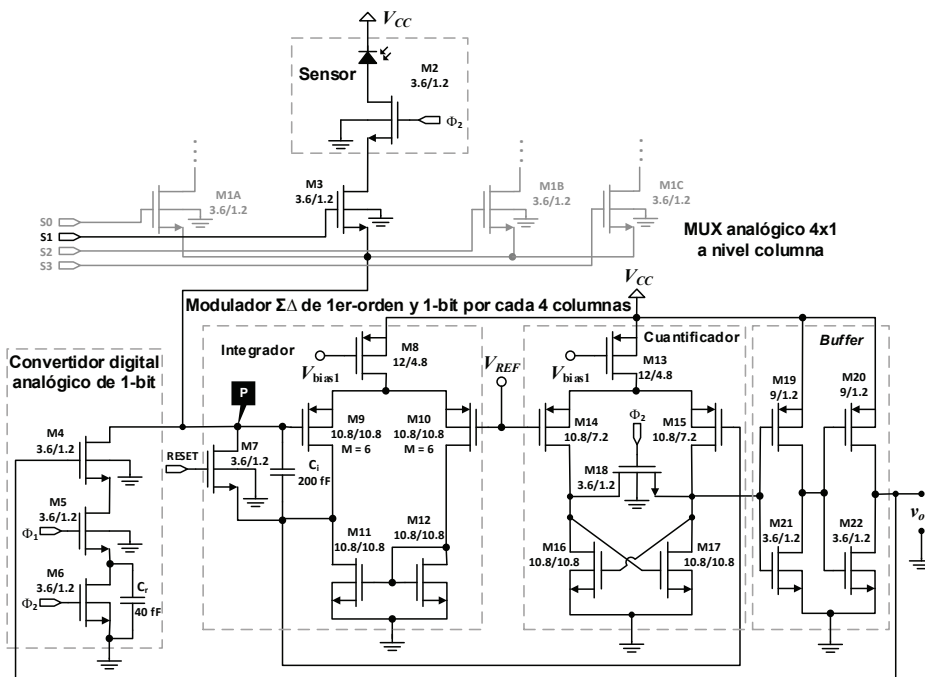 VCC
Sensor
M2
3.6/1.2
Φ2
M1A
3.6/1.2
M3
3.6/1.2
M1B
3.6/1.2
M1C
3.6/1.2
S0
S1
S2
S3
MUX analógico 4x1
a nivel columna
VCC
Modulador ΣΔ de 1er-orden y 1-bit por cada 4 columnas
Convertidor digital
analógico de 1-bit
Integrador
M8
12/4.8
Vbias1
VREF
Cuantificador
M13
12/4.8
Vbias1
Buffer
M19
9/1.2
M20
9/1.2
P
M4
3.6/1.2
RESET
M7
3.6/1.2
Ci
200 fF
M9
10.8/10.8
M = 6
M10
10.8/10.8
M = 6
M14
10.8/7.2
Φ2
M15
10.8/7.2
M18
3.6/1.2
M5
3.6/1.2
Φ1
M6
3.6/1.2
Φ2
Cr
40 fF
M11
10.8/10.8
M12
10.8/10.8
M16
10.8/10.8
M17
10.8/10.8
M21
3.6/1.2
M22
3.6/1.2
vo